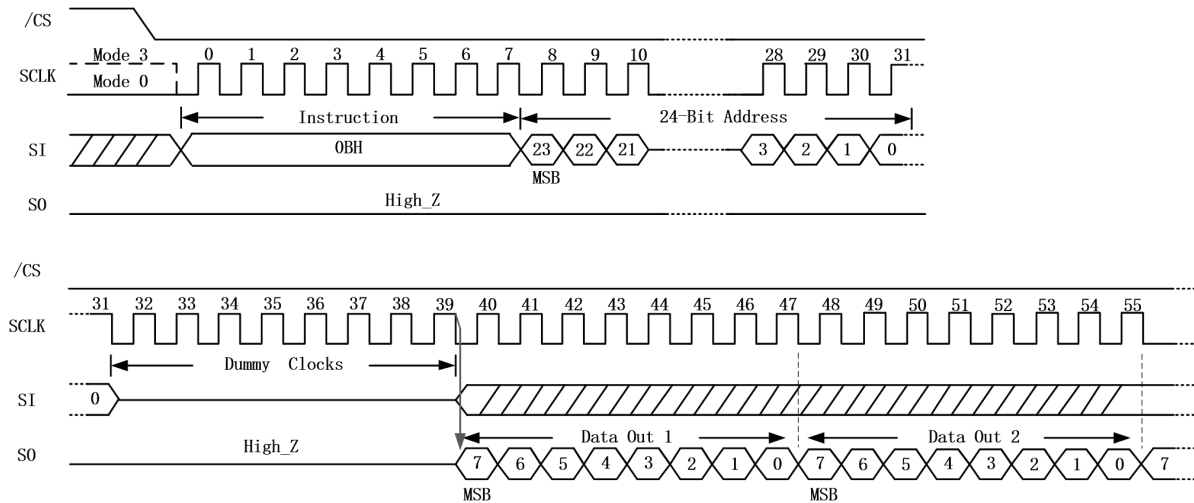 /CS
Mode 3 0 1 2 3 4 5 6 7 8 9 10 28 29 30 31
SCLK Mode 0
Instruction 24-Bit Address
SI 0BH 23 22 21 3 2 1 0
MSB
SO High_Z
/CS
31 32 33 34 35 36 37 38 39 40 41 42 43 44 45 46 47 48 49 50 51 52 53 54 55
SCLK
Dummy Clocks
SI 0
High_Z Data Out 1 Data Out 2
SO 7 6 5 4 3 2 1 0 7 6 5 4 3 2 1 0 7
MSB MSB